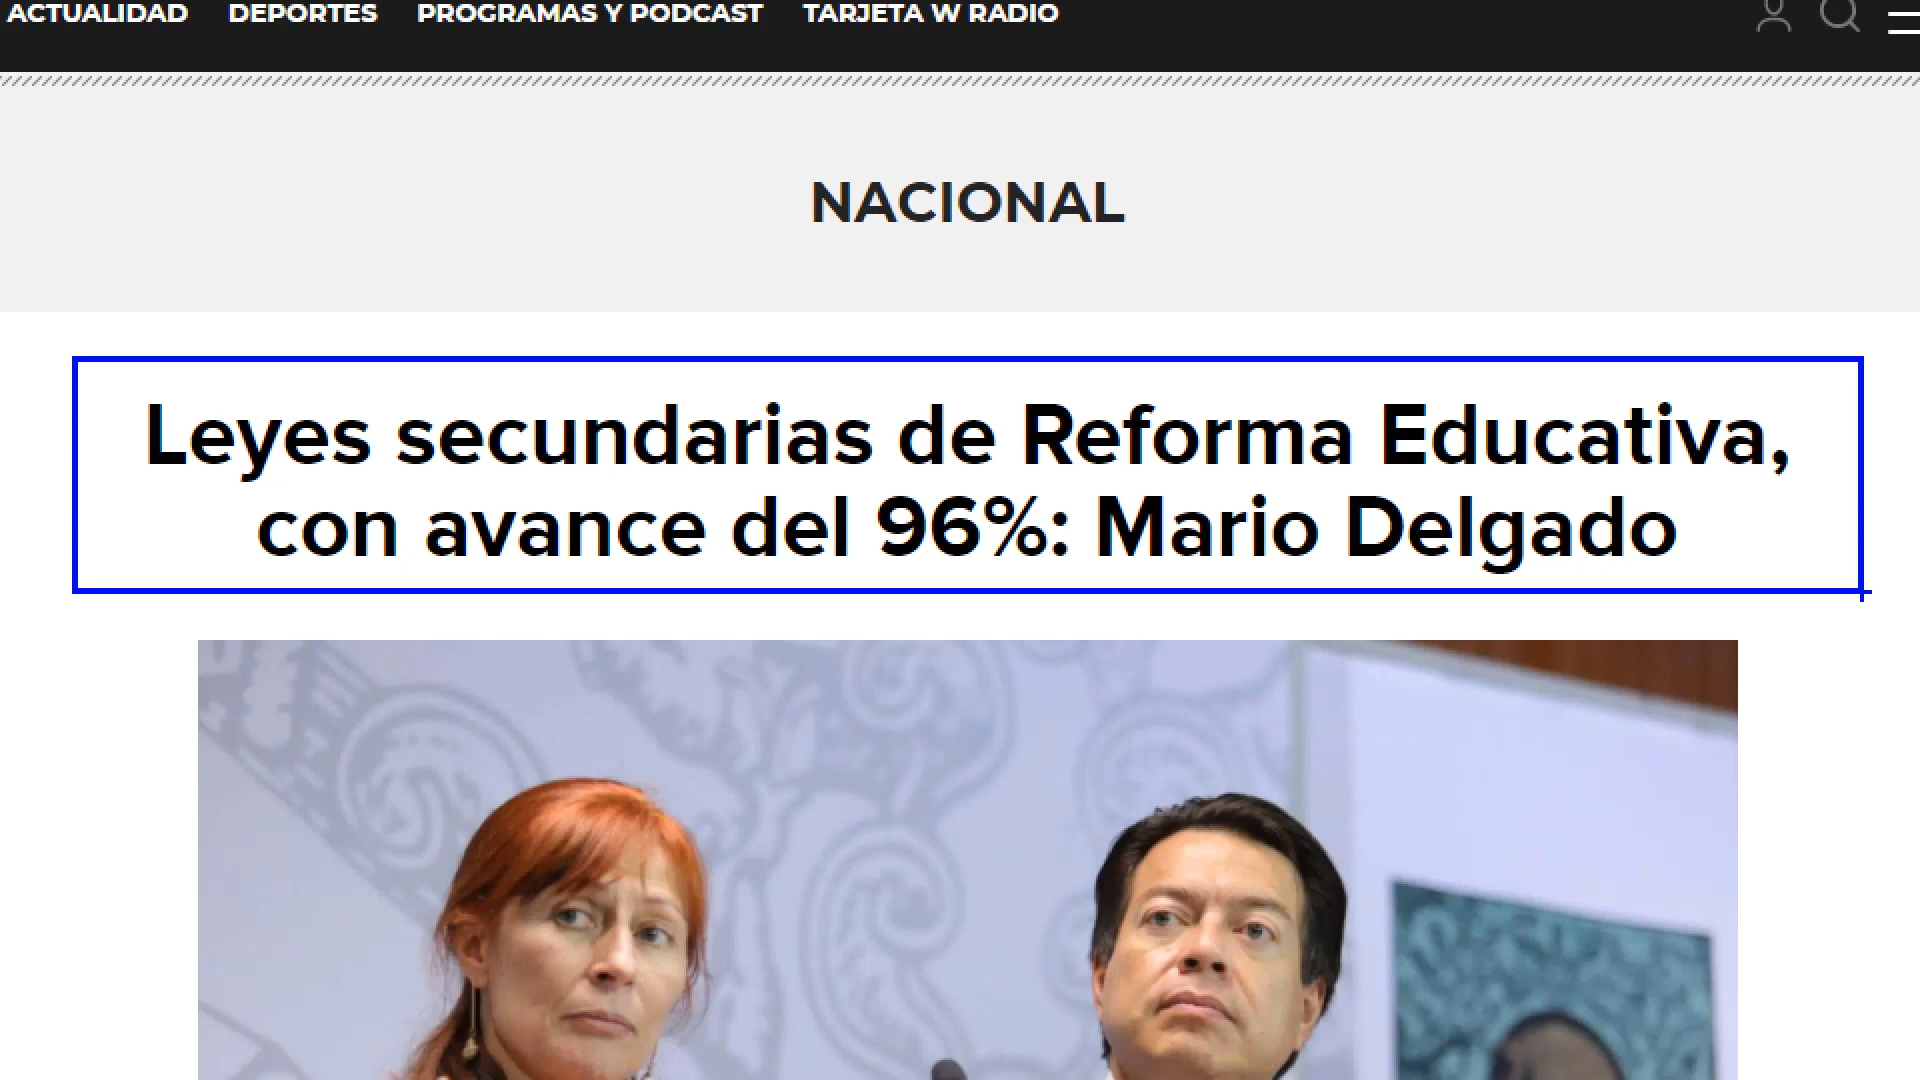 ACTUALIDAD DEPORTES PROGRAMAS Y PODCAST TARJETA W RADIO
NACIONAL
Leyes secundarias de Reforma Educativa,
con avance del 96%: Mario Delgado